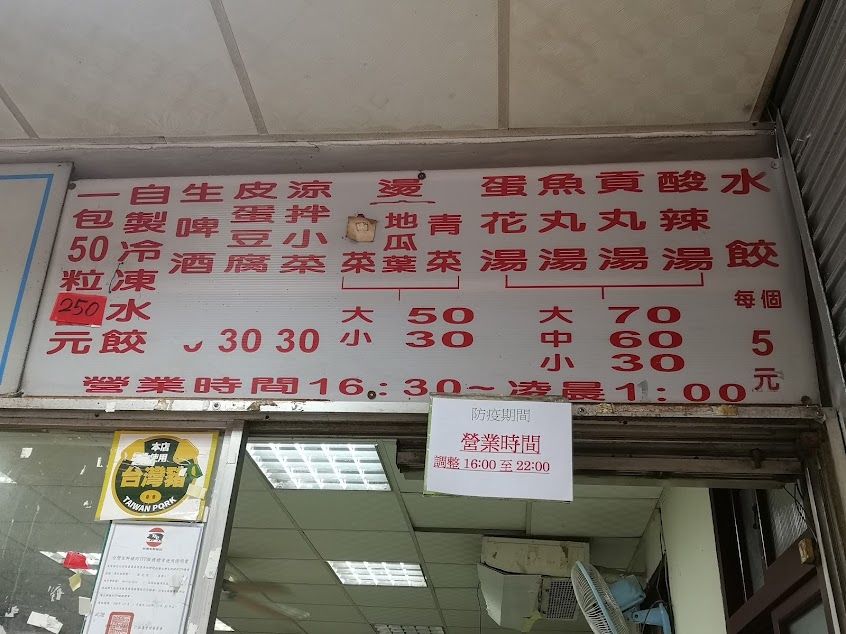 水餃
每個5元
酸辣湯
貢丸湯
魚丸湯
蛋花湯
大 70
中 60
小 30
燙
青菜
地瓜葉
菜
大 50
小 30
涼拌小菜 30
皮蛋豆腐 30
生啤酒
自製冷凍水餃
一包50粒250元
營業時間16:30~凌晨1:00
防疫期間
營業時間
調整 16:00 至 22:00
本店
使用
台灣豬
TAIWAN PORK